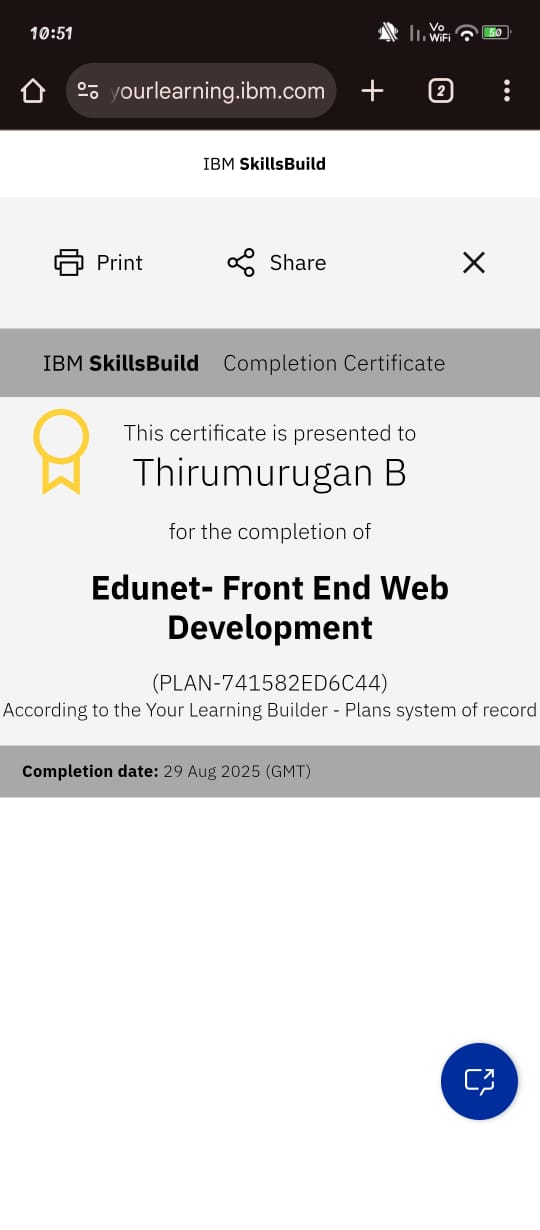 10:51
Vo
WiFi
50
yourlearning.ibm.com
2
IBM SkillsBuild
Print
Share
IBM SkillsBuild Completion Certificate
This certificate is presented to
Thirumurugan B
for the completion of
Edunet- Front End Web
Development
(PLAN-741582ED6C44)
According to the Your Learning Builder - Plans system of record
Completion date: 29 Aug 2025 (GMT)